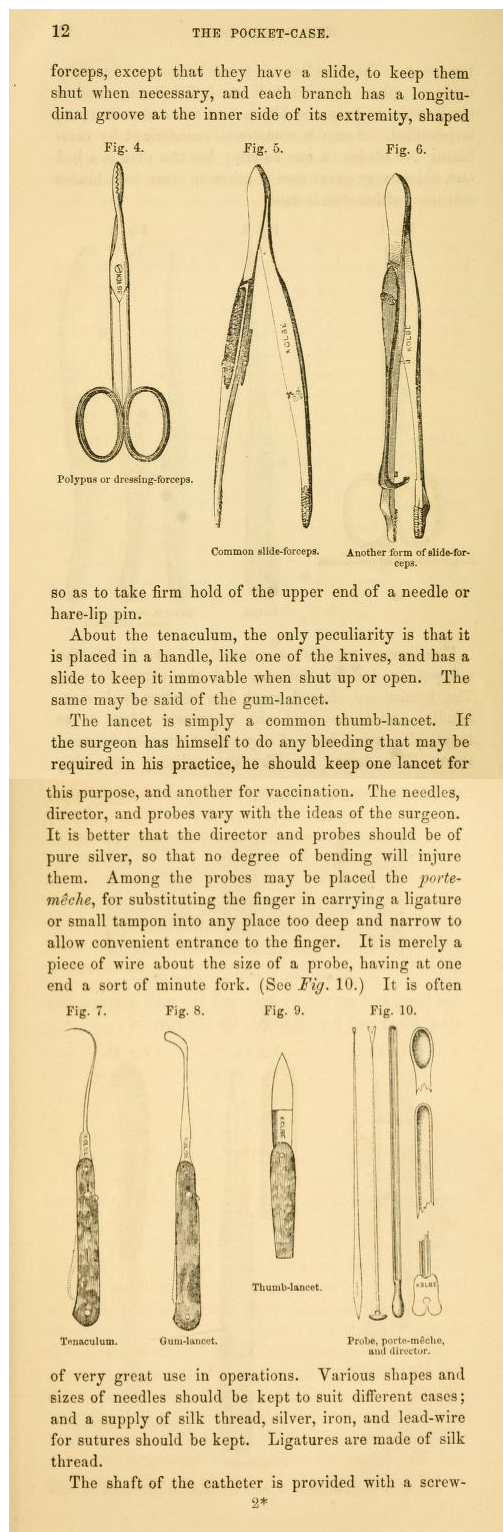 12 THE POCKET-CASE.
forceps, except that they have a slide, to keep them
shut when necessary, and each branch has a longitu-
dinal groove at the inner side of its extremity, shaped
Fig. 4. Fig. 5. Fig. 6.
KOLBE
KOLBE
KOLBE
Polypus or dressing-forceps.
Common slide-forceps. Another form of slide-for-
ceps.
so as to take firm hold of the upper end of a needle or
hare-lip pin.
About the tenaculum, the only peculiarity is that it
is placed in a handle, like one of the knives, and has a
slide to keep it immovable when shut up or open. The
same may be said of the gum-lancet.
The lancet is simply a common thumb-lancet. If
the surgeon has himself to do any bleeding that may be
required in his practice, he should keep one lancet for
this purpose, and another for vaccination. The needles,
director, and probes vary with the ideas of the surgeon.
It is better that the director and probes should be of
pure silver, so that no degree of bending will injure
them. Among the probes may be placed the porte-
mêche, for substituting the finger in carrying a ligature
or small tampon into any place too deep and narrow to
allow convenient entrance to the finger. It is merely a
piece of wire about the size of a probe, having at one
end a sort of minute fork. (See Fig. 10.) It is often
Fig. 7. Fig. 8. Fig. 9. Fig. 10.
KOLBE
KOLBE
Thumb-lancet.
Tenaculum. Gum-lancet. Probe, porte-mêche,
and director.
of very great use in operations. Various shapes and
sizes of needles should be kept to suit different cases;
and a supply of silk thread, silver, iron, and lead-wire
for sutures should be kept. Ligatures are made of silk
thread.
The shaft of the catheter is provided with a screw-
2*